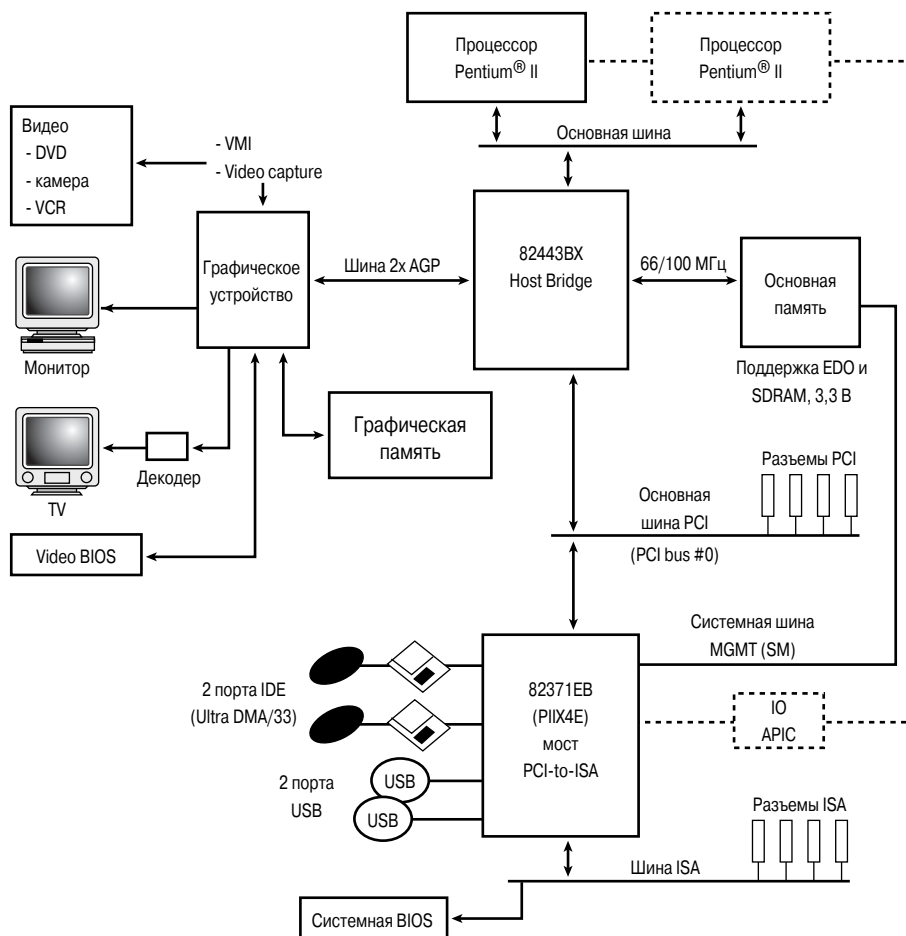 Процессор
Pentium® II
Процессор
Pentium® II
Основная шина
Видео
- DVD
- камера
- VCR
- VMI
- Video capture
Графическое
устройство
Шина 2x AGP
82443BX
Host Bridge
66/100 МГц
Основная
память
Поддержка EDO и
SDRAM, 3,3 В
Монитор
TV
Декодер
Графическая
память
Video BIOS
Основная
шина PCI
(PCI bus #0)
Разъемы PCI
Системная шина
MGMT (SM)
2 порта IDE
(Ultra DMA/33)
2 порта
USB
USB
USB
82371EB
(PIIX4E)
мост
PCI-to-ISA
IO
APIC
Разъемы ISA
Шина ISA
Системная BIOS